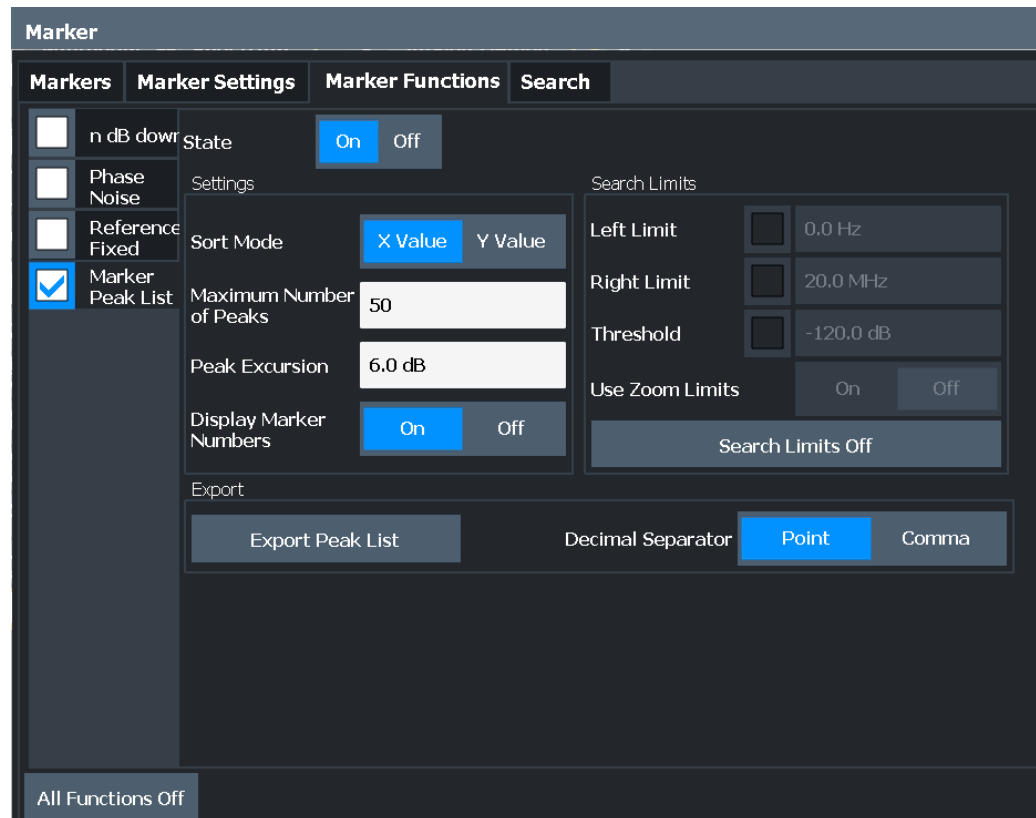 Marker
Markers Marker Settings Marker Functions Search
n dB down
State On Off
Phase
Noise
Settings
Search Limits
Reference
Fixed
Sort Mode X Value Y Value
Left Limit 0.0 Hz
Marker
Peak List
Maximum Number
of Peaks
50
Right Limit 20.0 MHz
Threshold -120.0 dB
Peak Excursion 6.0 dB
Use Zoom Limits On Off
Display Marker
Numbers
On Off
Search Limits Off
Export
Export Peak List
Decimal Separator Point Comma
All Functions Off